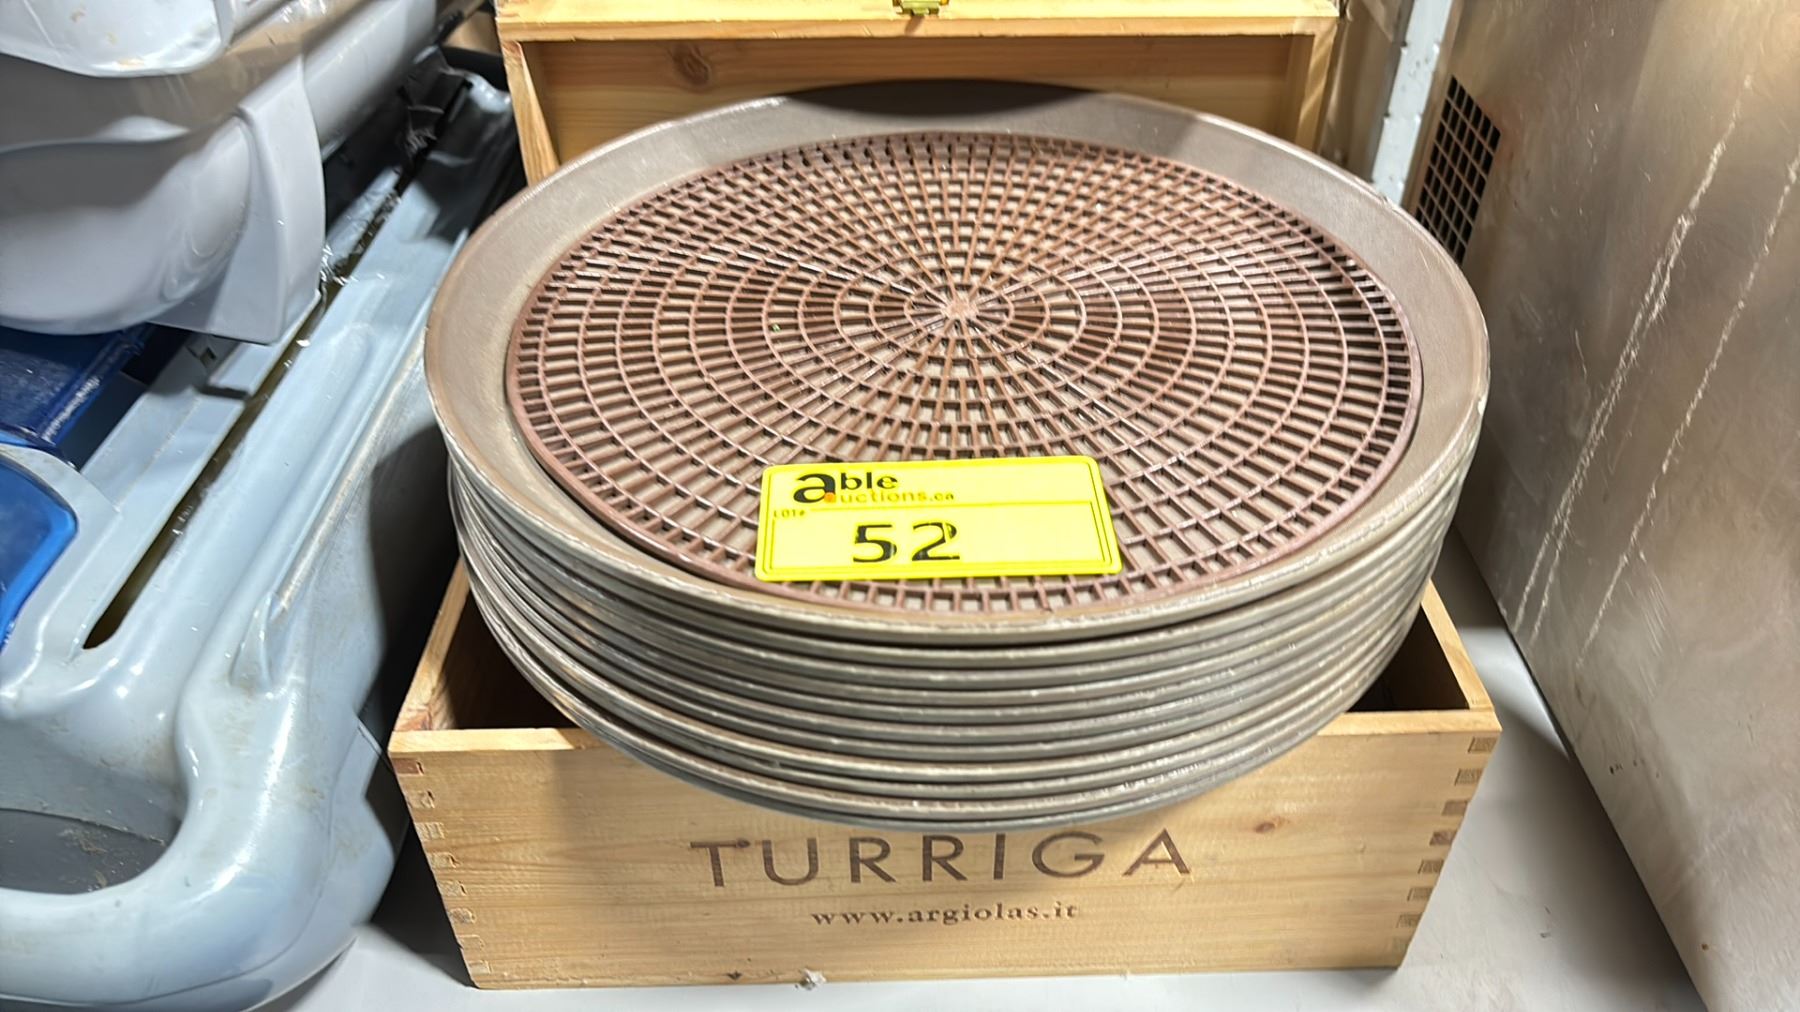 able
auctions.ca
LOT#
52
TURRIGA
www.argiolas.it